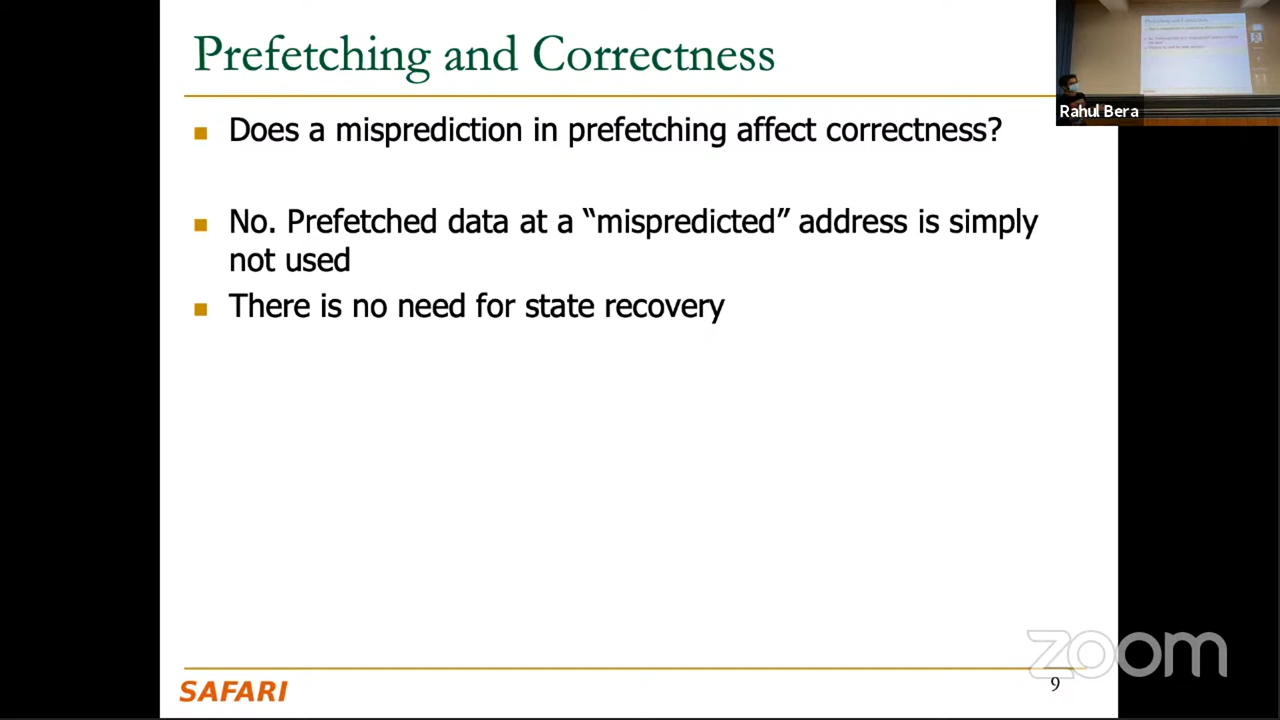 Prefetching and Correctness
Does a misprediction in prefetching affect correctness?
No. Prefetched data at a “mispredicted” address is simply
not used
There is no need for state recovery
Rahul Bera
zoom
SAFARI
9